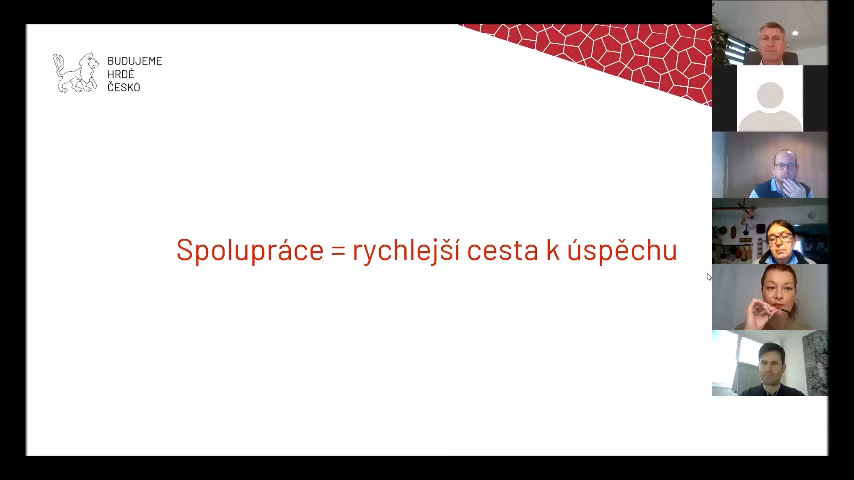 BUDUJEME
HRDÉ
ČESKO
Spolupráce = rychlejší cesta k úspěchu